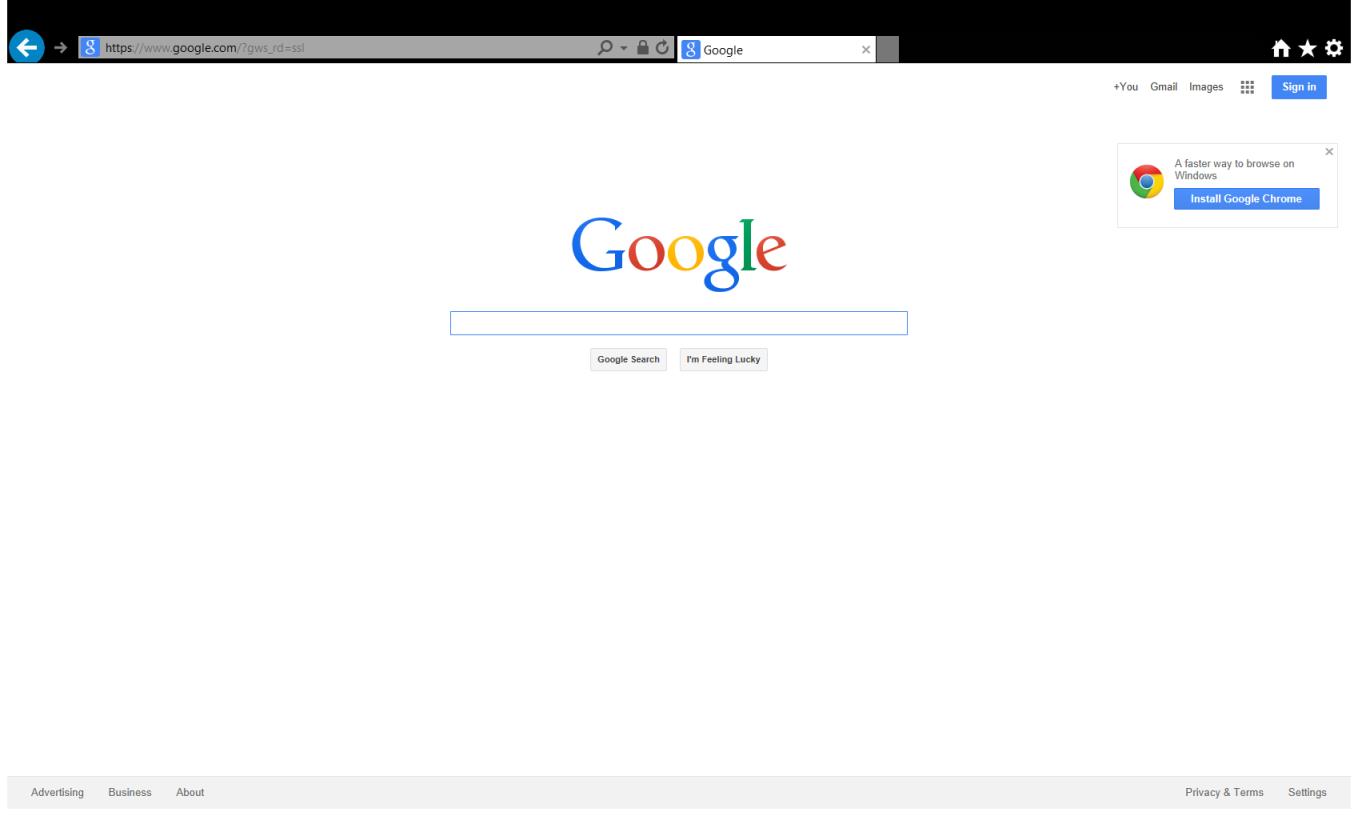 https://www.google.com/?gws_rd=ssl
Google
+You Gmail Images Sign in
A faster way to browse on
Windows
Install Google Chrome
Google
Google Search I'm Feeling Lucky
Advertising Business About Privacy & Terms Settings